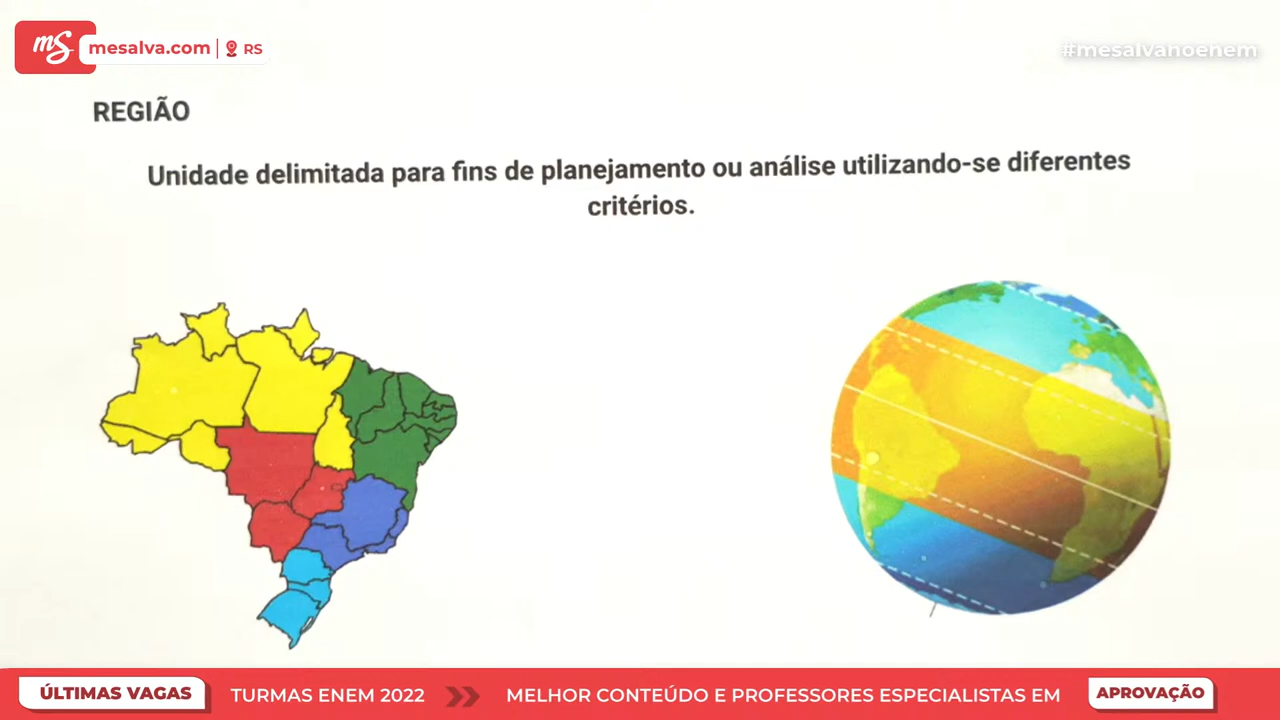 mS mesalva.com | RS
#mesalvanoenem
REGIÃO
Unidade delimitada para fins de planejamento ou análise utilizando-se diferentes
critérios.
ÚLTIMAS VAGAS TURMAS ENEM 2022 MELHOR CONTEÚDO E PROFESSORES ESPECIALISTAS EM APROVAÇÃO